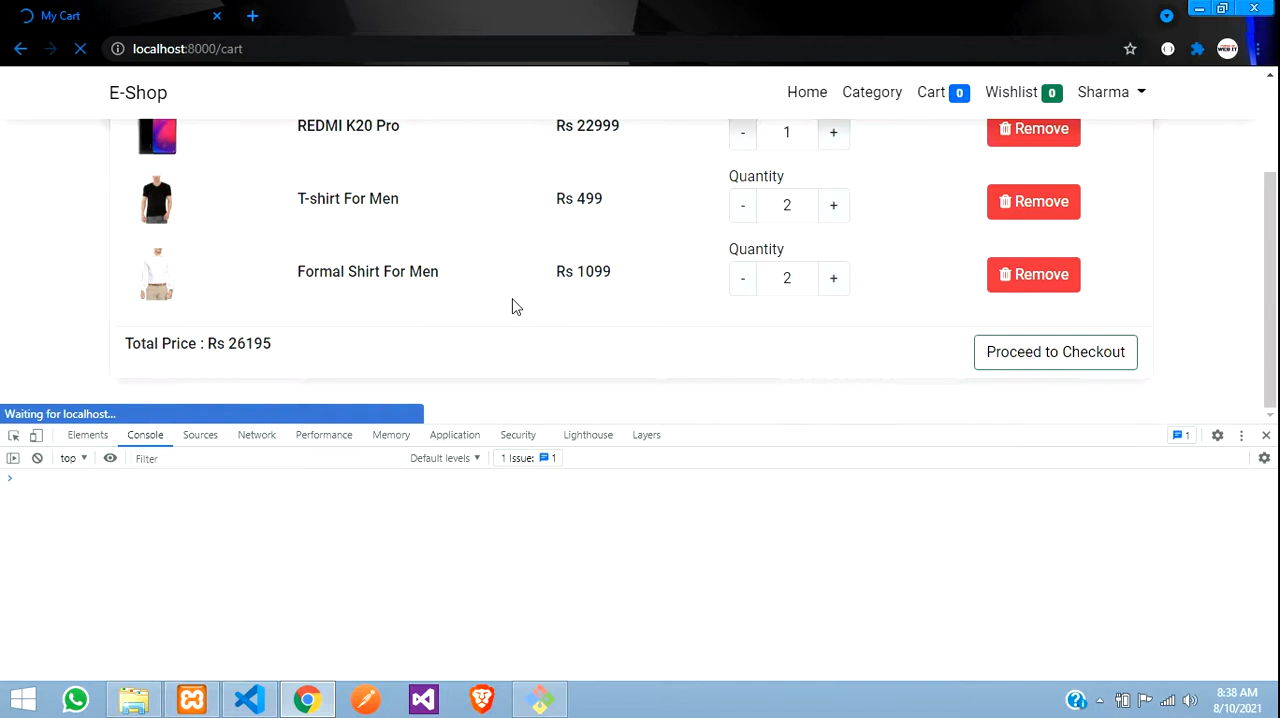 My Cart
localhost:8000/cart
E-Shop Home Category Cart 0 Wishlist 0 Sharma
REDMI K20 Pro Rs 22999 - 1 + Remove
Quantity
T-shirt For Men Rs 499 - 2 + Remove
Quantity
Formal Shirt For Men Rs 1099 - 2 + Remove
Total Price : Rs 26195 Proceed to Checkout
Waiting for localhost...
Elements Console Sources Network Performance Memory Application Security Lighthouse Layers 1
top Filter Default levels 1 Issue: 1
8:38 AM
8/10/2021